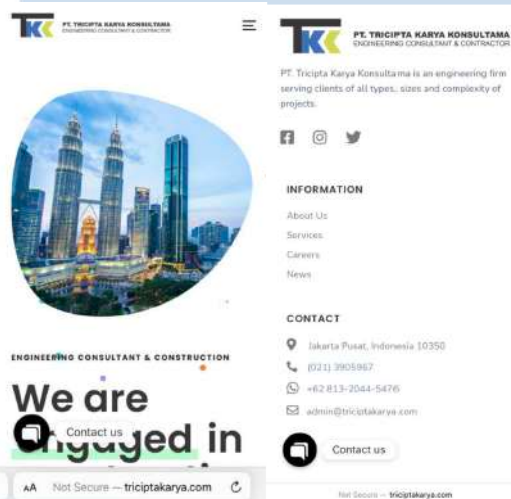 TKK
PT. TRICIPTA KARYA KONSULTAMA
ENGINEERING CONSULTANT & CONTRACTOR
ENGINEERING CONSULTANT & CONSTRUCTION
We are
engaged in
Contact us
AA Not Secure — triciptakarya.com
TKK
PT. TRICIPTA KARYA KONSULTAMA
ENGINEERING CONSULTANT & CONTRACTOR
PT. Tricipta Karya Konsultama is an engineering firm
serving clients of all types, sizes and complexity of
projects.
INFORMATION
About Us
Services
Careers
News
CONTACT
Jakarta Pusat, Indonesia 10350
(021) 3905967
+62 813-2044-5476
admin@triciptakarya.com
Contact us
Not Secure — triciptakarya.com